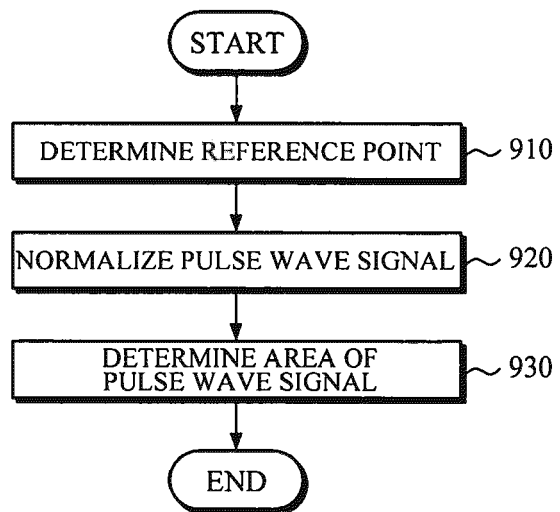 START
DETERMINE REFERENCE POINT
910
NORMALIZE PULSE WAVE SIGNAL
920
DETERMINE AREA OF
PULSE WAVE SIGNAL
930
END